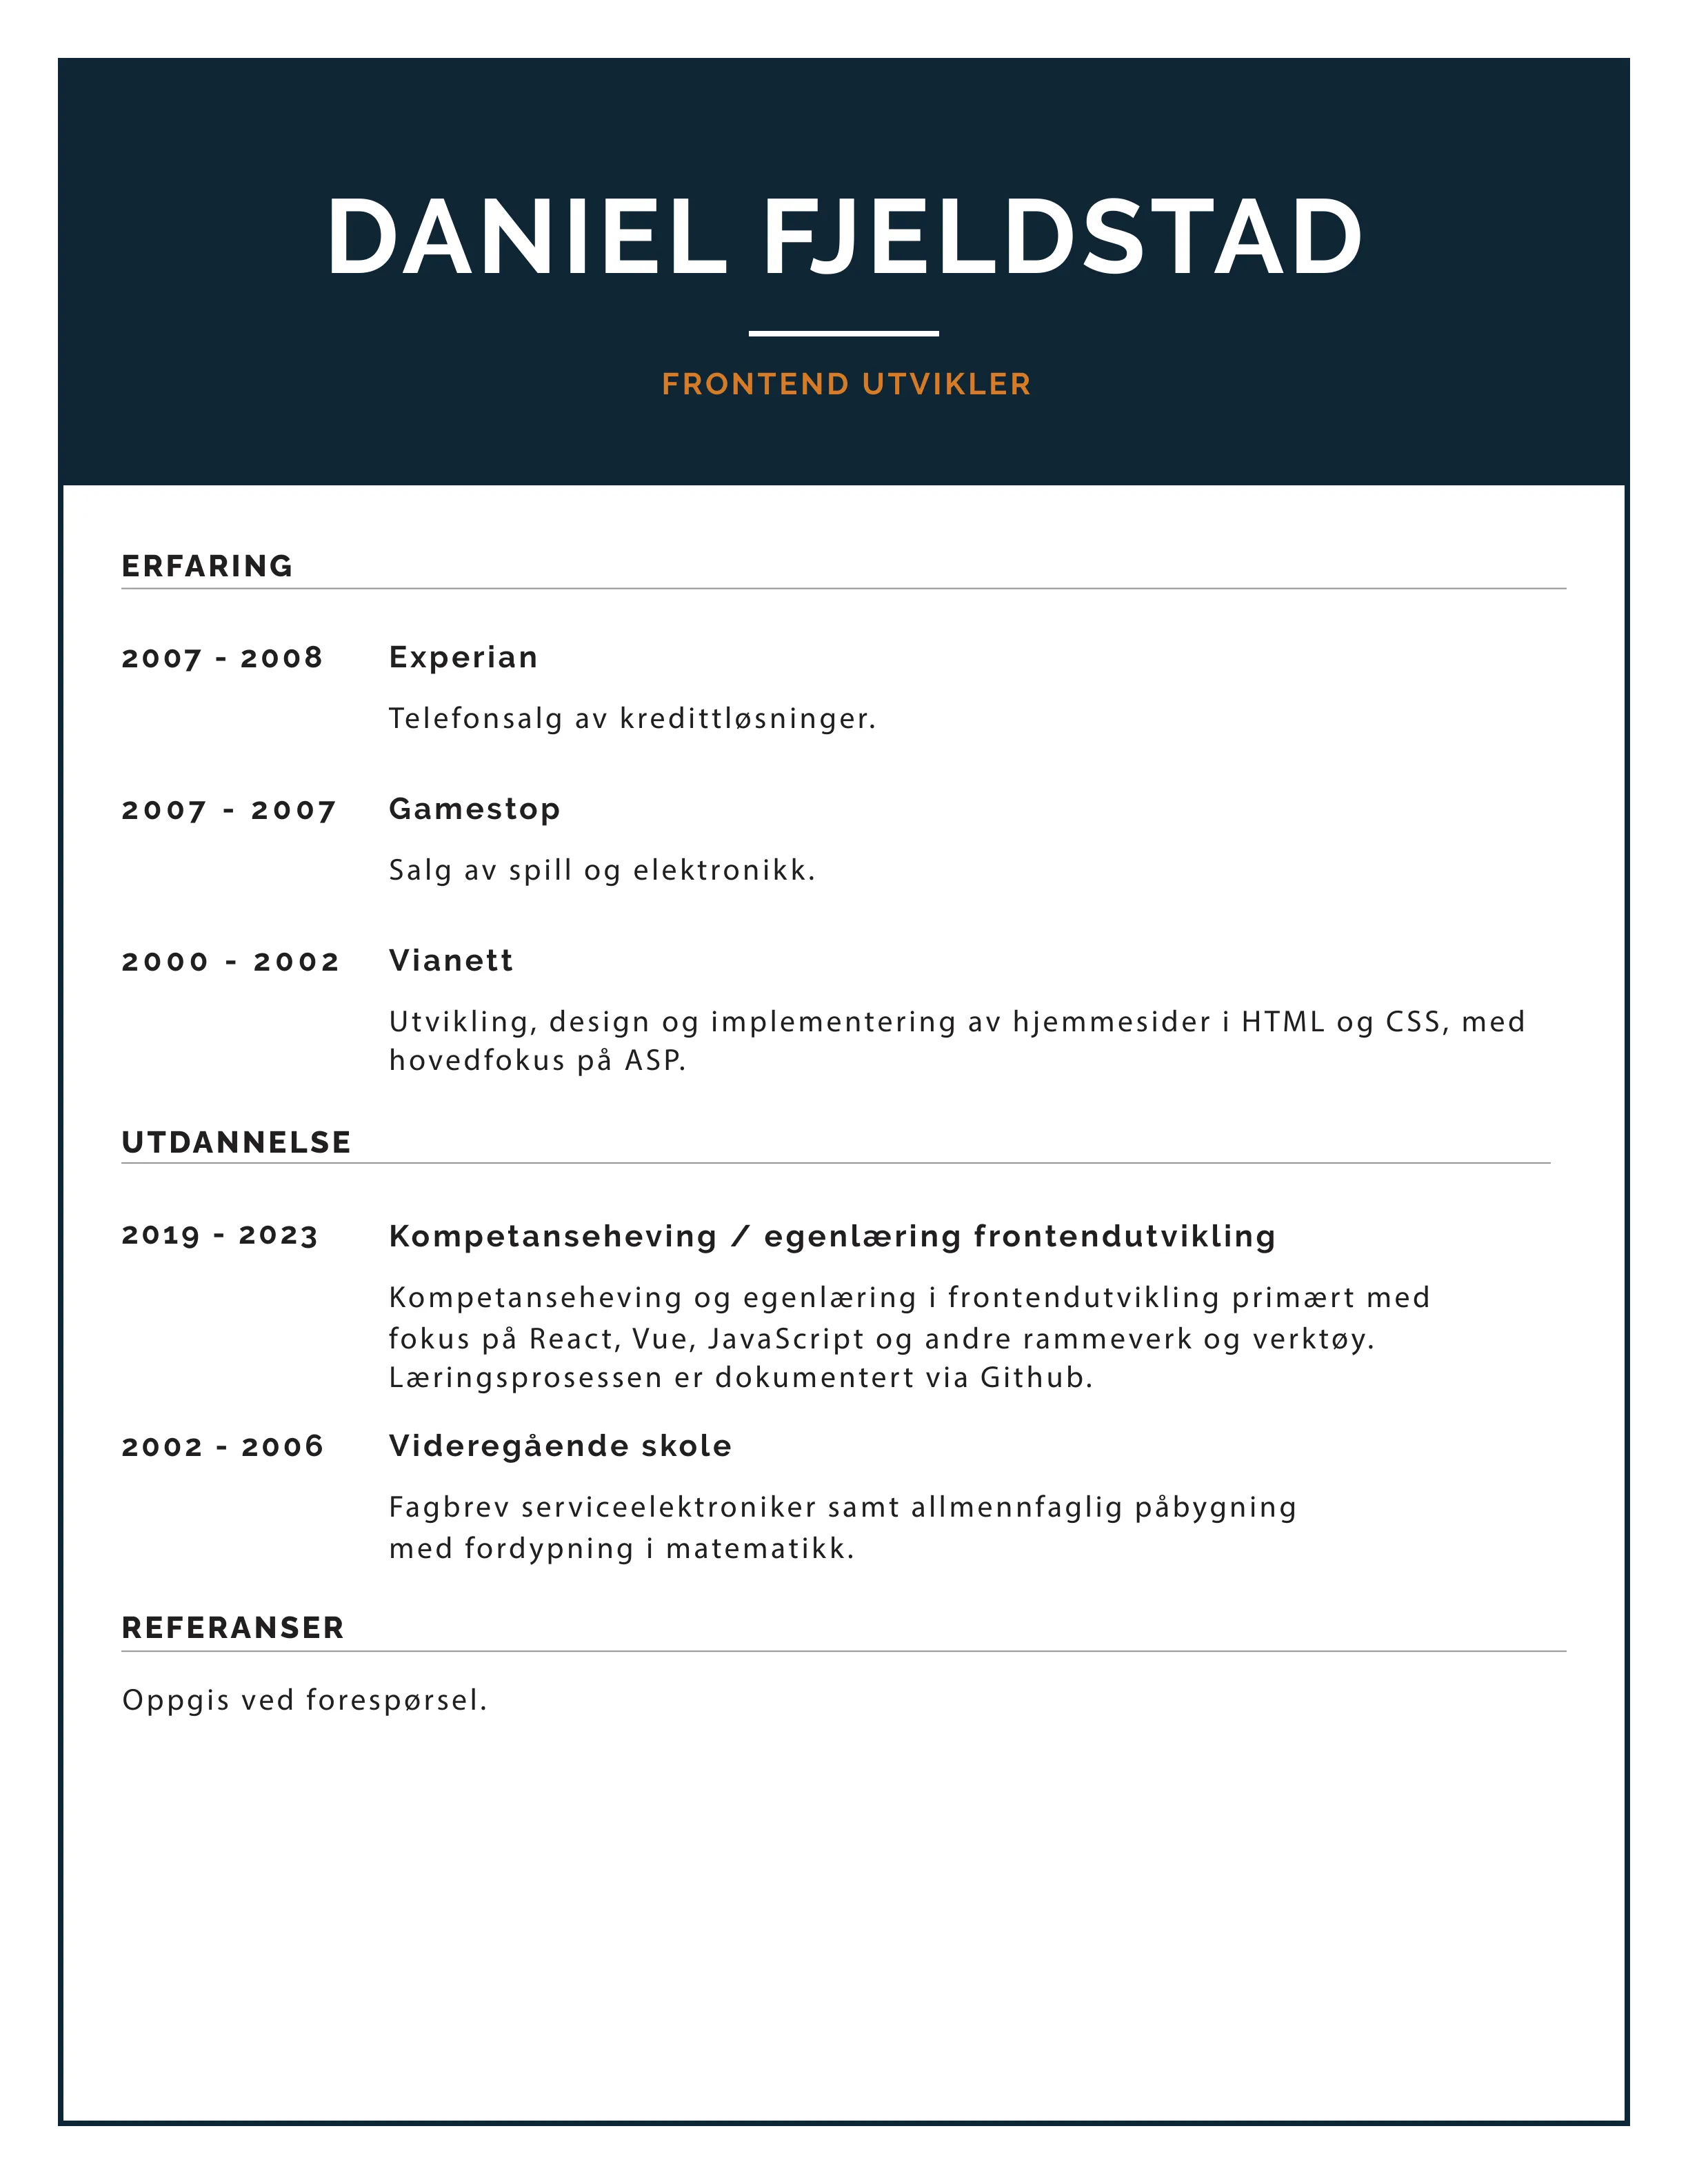 DANIEL FJELDSTAD
FRONTEND UTVIKLER
ERFARING
2007 - 2008 Experian
Telefonsalg av kredittløsninger.
2007 - 2007 Gamestop
Salg av spill og elektronikk.
2000 - 2002 Vianett
Utvikling, design og implementering av hjemmesider i HTML og CSS, med
hovedfokus på ASP.
UTDANNELSE
2019 - 2023 Kompetanseheving / egenlæring frontendutvikling
Kompetanseheving og egenlæring i frontendutvikling primært med
fokus på React, Vue, JavaScript og andre rammeverk og verktøy.
Læringsprosessen er dokumentert via Github.
2002 - 2006 Videregående skole
Fagbrev serviceelektroniker samt allmennfaglig påbygning
med fordypning i matematikk.
REFERANSER
Oppgis ved forespørsel.